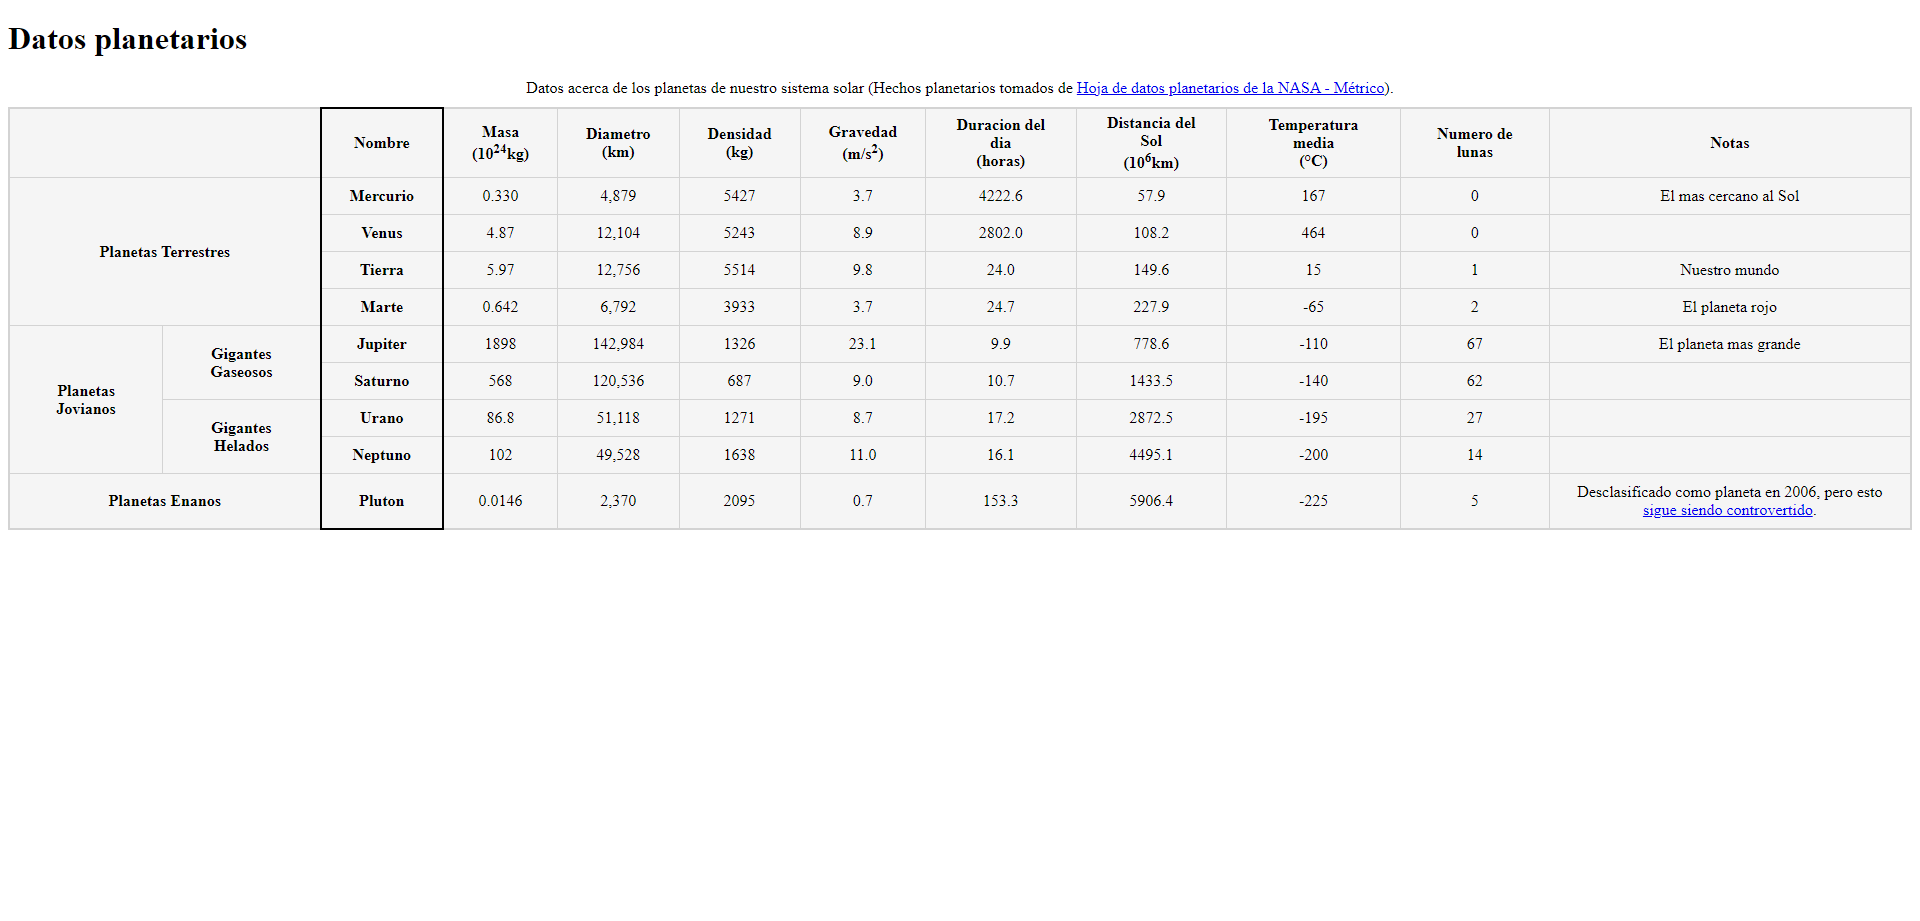 Datos planetarios
Datos acerca de los planetas de nuestro sistema solar (Hechos planetarios tomados de Hoja de datos planetarios de la NASA - Métrico).
Nombre Masa (10²⁴kg) Diametro (km) Densidad (kg) Gravedad (m/s²) Duracion del dia (horas) Distancia del Sol (10⁶km) Temperatura media (°C) Numero de lunas Notas
Planetas Terrestres
Mercurio 0.330 4,879 5427 3.7 4222.6 57.9 167 0 El mas cercano al Sol
Venus 4.87 12,104 5243 8.9 2802.0 108.2 464 0
Tierra 5.97 12,756 5514 9.8 24.0 149.6 15 1 Nuestro mundo
Marte 0.642 6,792 3933 3.7 24.7 227.9 -65 2 El planeta rojo
Planetas Jovianos
Gigantes Gaseosos
Jupiter 1898 142,984 1326 23.1 9.9 778.6 -110 67 El planeta mas grande
Saturno 568 120,536 687 9.0 10.7 1433.5 -140 62
Gigantes Helados
Urano 86.8 51,118 1271 8.7 17.2 2872.5 -195 27
Neptuno 102 49,528 1638 11.0 16.1 4495.1 -200 14
Planetas Enanos
Pluton 0.0146 2,370 2095 0.7 153.3 5906.4 -225 5 Desclasificado como planeta en 2006, pero esto
sigue siendo controvertido.